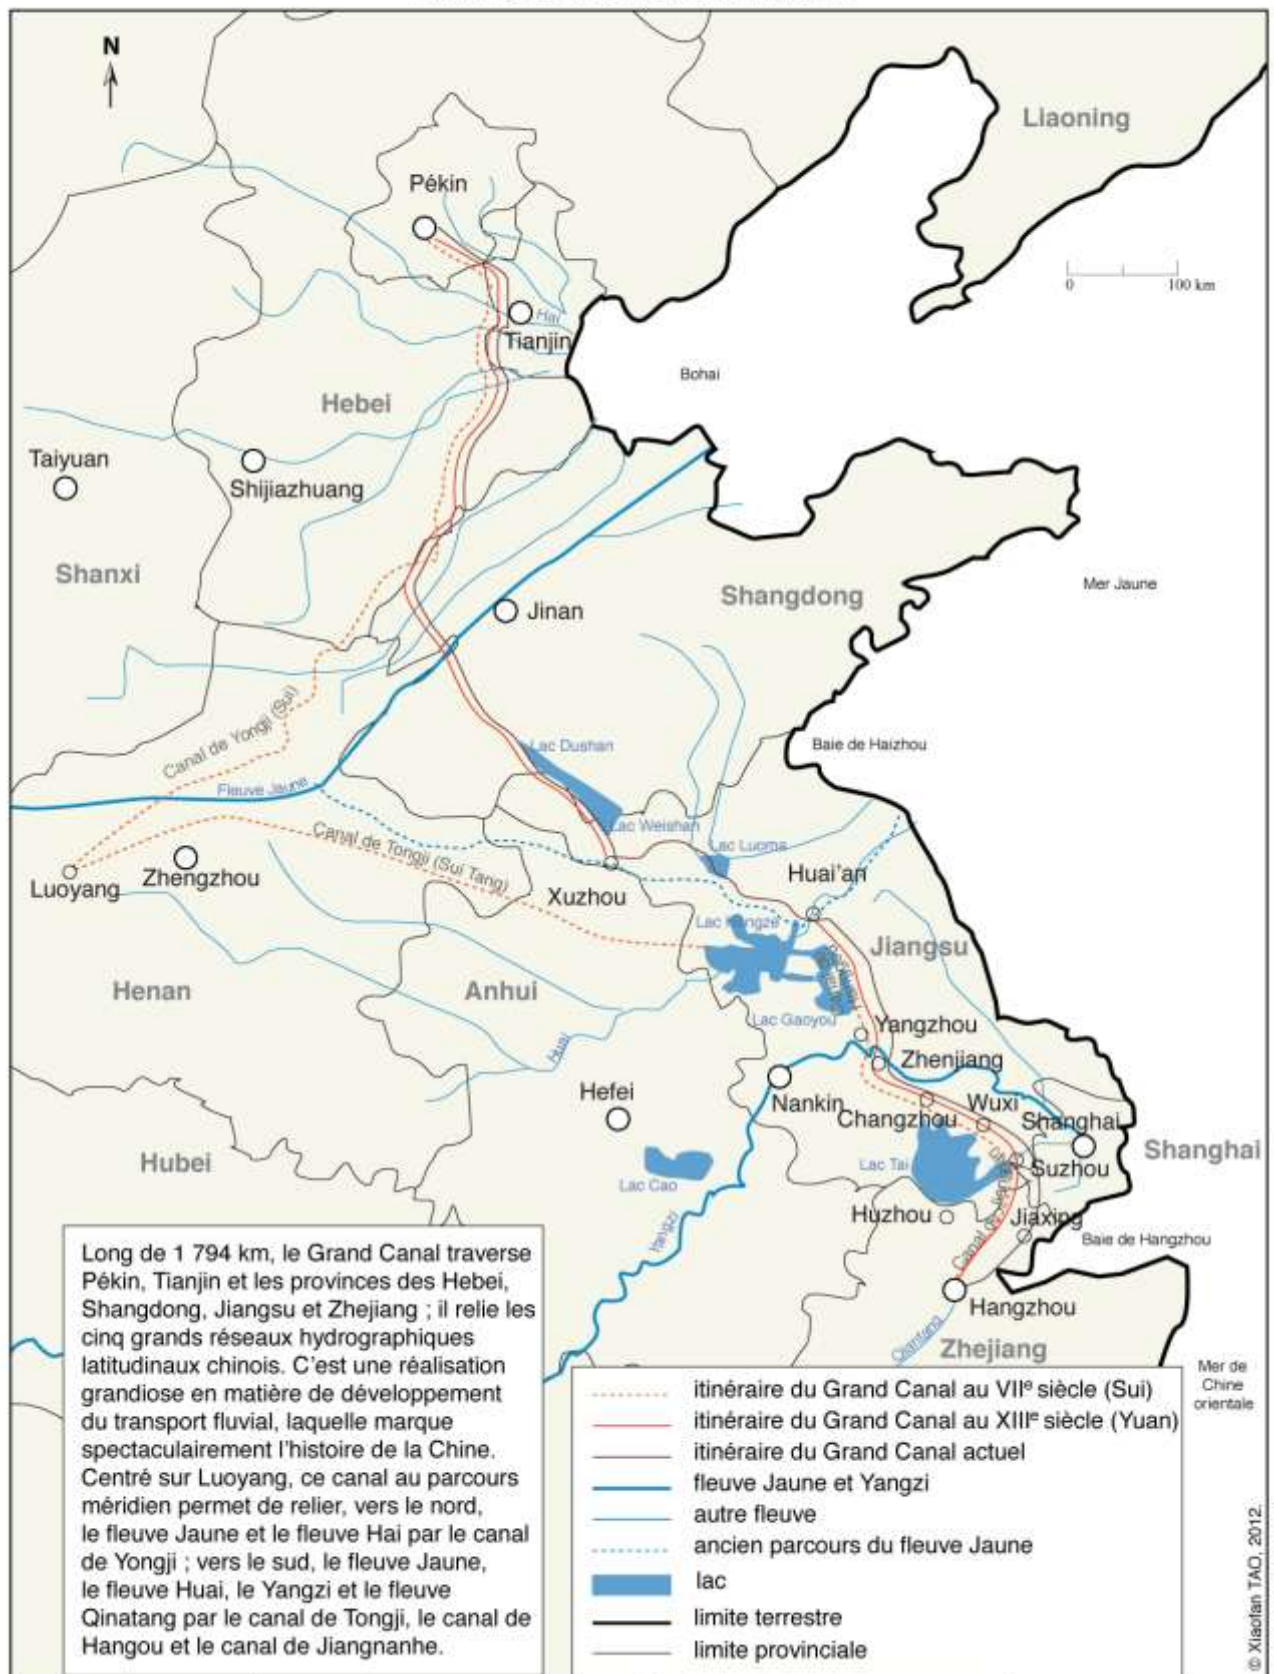 N
Liaoning
Pékin
0 100 km
Hai
Tianjin
Bohai
Hebei
Taiyuan
Shijiazhuang
Shanxi
Shangdong
Mer Jaune
Jinan
Canal de Yongji (Sui)
Lac Dushan
Baie de Haizhou
Fleuve Jaune
Lac Weishan
Canal de Tongji (Sui Tang)
Lac Luoma
Luoyang
Zhengzhou
Huai'an
Xuzhou
Lac Hongze
Jiangsu
Henan
Anhui
Lac Gaoyou
Yangzhou
Huai
Zhenjiang
Hefei
Nankin
Changzhou
Wuxi
Shanghai
Shanghai
Hubei
Lac Tai
Suzhou
Lac Cao
Huzhou
Jiaxing
Yangzi
Canal de
Baie de Hangzhou
Hangzhou
Zhejiang
Mer de
Chine
orientale
Long de 1 794 km, le Grand Canal traverse
Pékin, Tianjin et les provinces des Hebei,
Shangdong, Jiangsu et Zhejiang ; il relie les
cinq grands réseaux hydrographiques
latitudinaux chinois. C'est une réalisation
grandiose en matière de développement
du transport fluvial, laquelle marque
spectaculairement l'histoire de la Chine.
Centré sur Luoyang, ce canal au parcours
méridien permet de relier, vers le nord,
le fleuve Jaune et le fleuve Hai par le canal
de Yongji ; vers le sud, le fleuve Jaune,
le fleuve Huai, le Yangzi et le fleuve
Qinatang par le canal de Tongji, le canal de
Hangou et le canal de Jiangnanhe.
itinéraire du Grand Canal au VIIe siècle (Sui)
itinéraire du Grand Canal au XIIIe siècle (Yuan)
itinéraire du Grand Canal actuel
fleuve Jaune et Yangzi
autre fleuve
ancien parcours du fleuve Jaune
lac
limite terrestre
limite provinciale
© Xiaofan TAO, 2012.